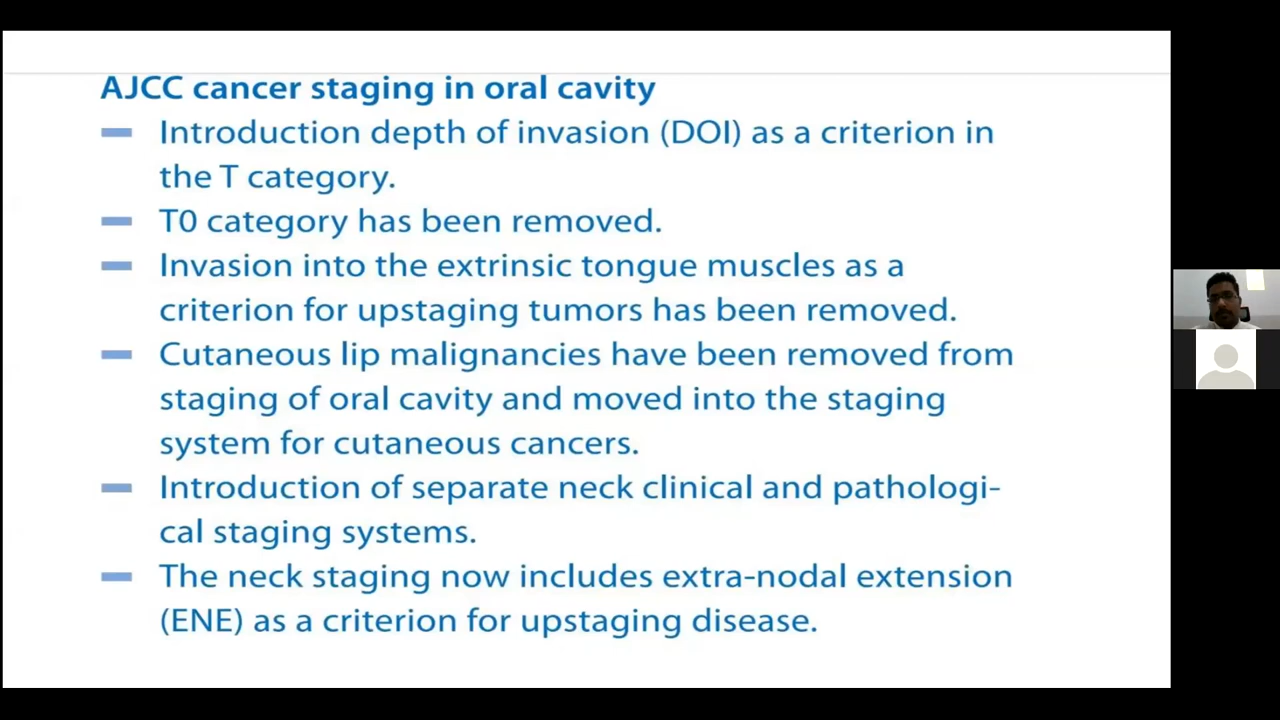 AJCC cancer staging in oral cavity
Introduction depth of invasion (DOI) as a criterion in
the T category.
T0 category has been removed.
Invasion into the extrinsic tongue muscles as a
criterion for upstaging tumors has been removed.
Cutaneous lip malignancies have been removed from
staging of oral cavity and moved into the staging
system for cutaneous cancers.
Introduction of separate neck clinical and pathologi-
cal staging systems.
The neck staging now includes extra-nodal extension
(ENE) as a criterion for upstaging disease.